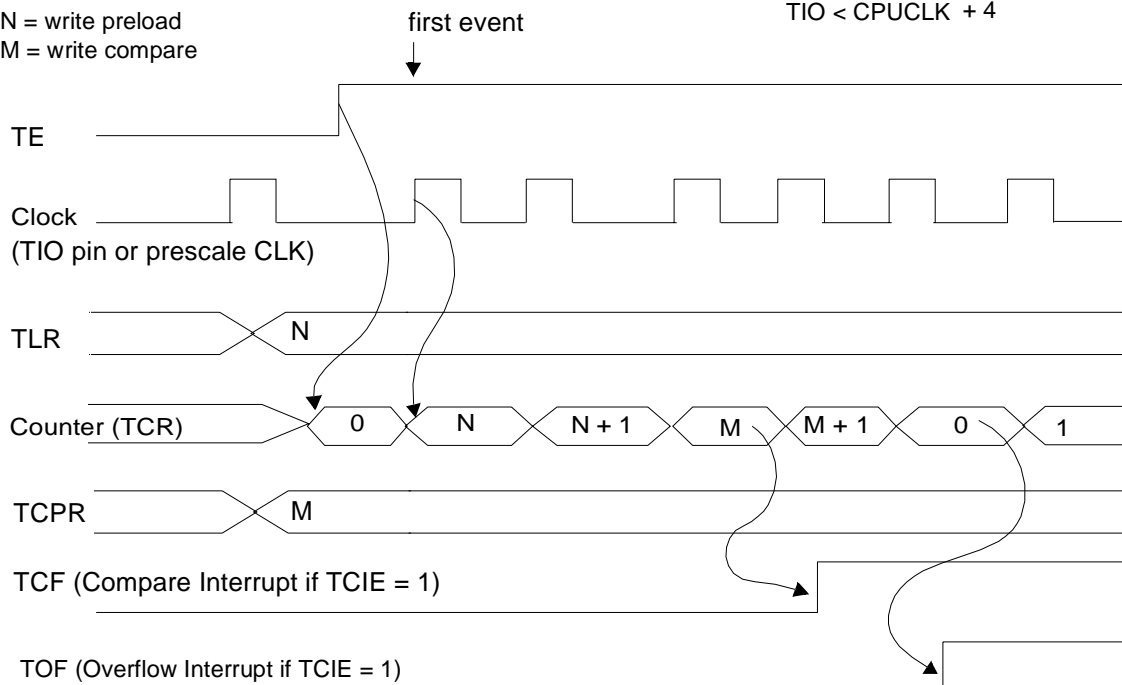 N = write preload
M = write compare
first event
TIO < CPUCLK + 4
TE
Clock
(TIO pin or prescale CLK)
TLR
N
Counter (TCR)
0
N
N + 1
M
M + 1
0
1
TCPR
M
TCF (Compare Interrupt if TCIE = 1)
TOF (Overflow Interrupt if TCIE = 1)